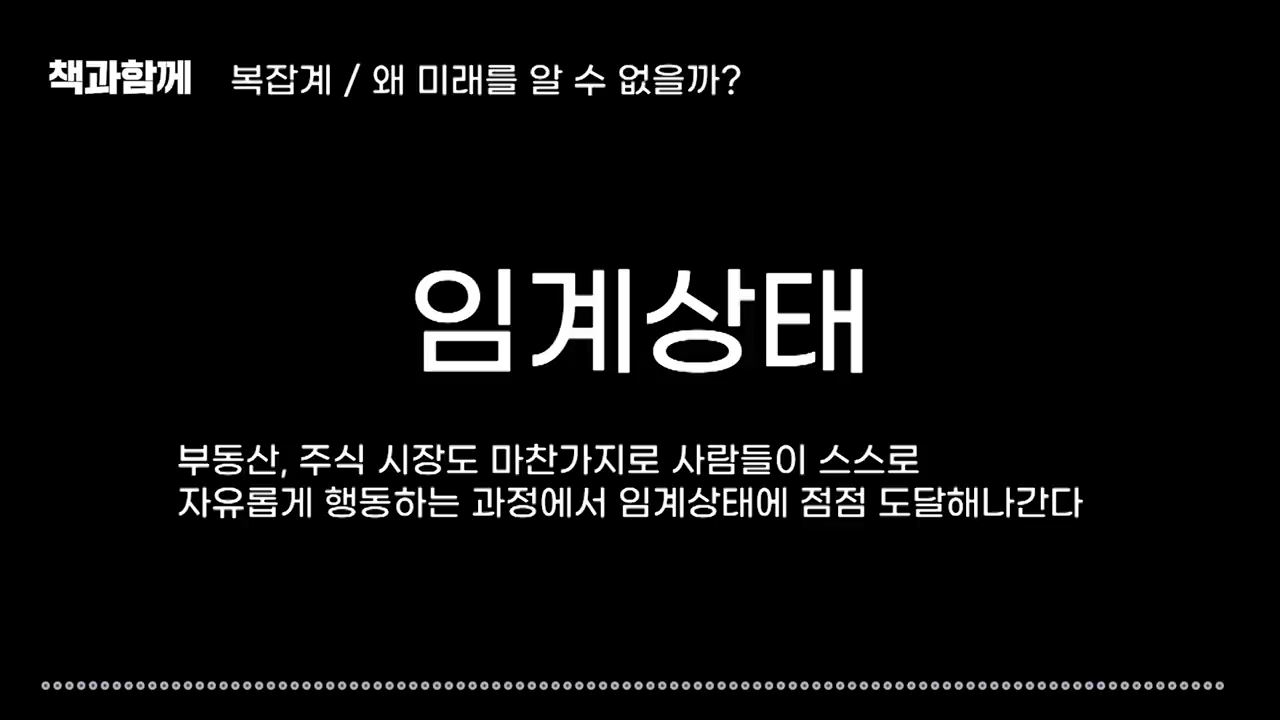 책과함께 복잡계 / 왜 미래를 알 수 없을까?
임계상태
부동산, 주식 시장도 마찬가지로 사람들이 스스로
자유롭게 행동하는 과정에서 임계상태에 점점 도달해나간다